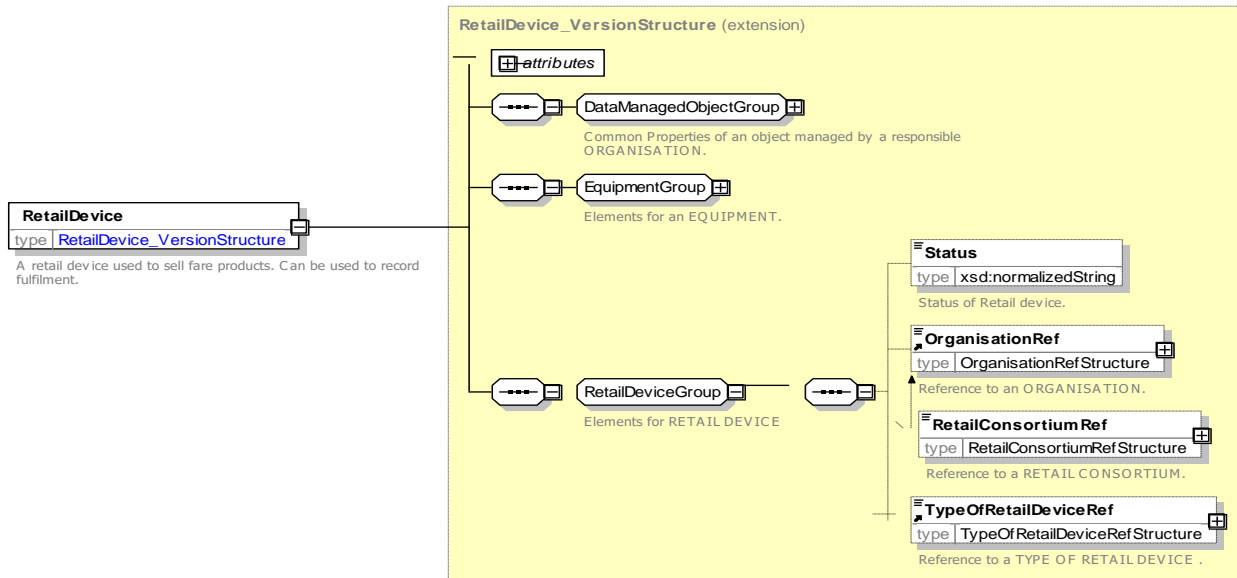 RetailDevice_VersionStructure (extension)
attributes
DataManagedObjectGroup
Common Properties of an object managed by a responsible
ORGANISATION.
EquipmentGroup
Elements for an EQUIPMENT.
RetailDevice
type RetailDevice_VersionStructure
A retail device used to sell fare products. Can be used to record
fulfilment.
RetailDeviceGroup
Elements for RETAIL DEVICE
Status
type xsd:normalizedString
Status of Retail device.
OrganisationRef
type OrganisationRefStructure
Reference to an ORGANISATION.
RetailConsortiumRef
type RetailConsortiumRefStructure
Reference to a RETAIL CONSORTIUM.
TypeOfRetailDeviceRef
type TypeOfRetailDeviceRefStructure
Reference to a TYPE OF RETAIL DEVICE .